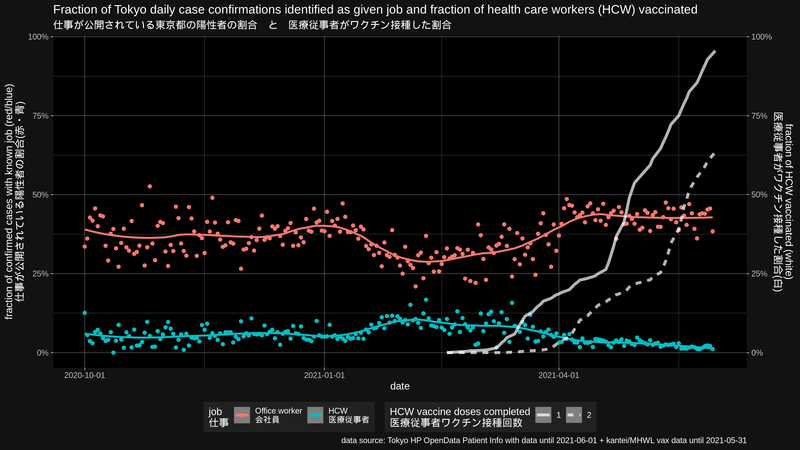 Fraction of Tokyo daily case confirmations identified as given job and fraction of health care workers (HCW) vaccinated
仕事が公開されている東京都の陽性者の割合　と　医療従事者がワクチン接種した割合
fraction of confirmed cases with known job (red/blue)
仕事が公開されている陽性者の割合(赤・青)
100%
75%
50%
25%
0%
100%
75%
50%
25%
0%
fraction of HCW vaccinated (white)
医療従事者がワクチン接種した割合(白)
2020-10-01
2021-01-01
2021-04-01
date
job
仕事
Office worker
会社員
HCW
医療従事者
HCW vaccine doses completed
医療従事者ワクチン接種回数
1
2
data source: Tokyo HP OpenData Patient Info with data until 2021-06-01 + kantei/MHWL vax data until 2021-05-31